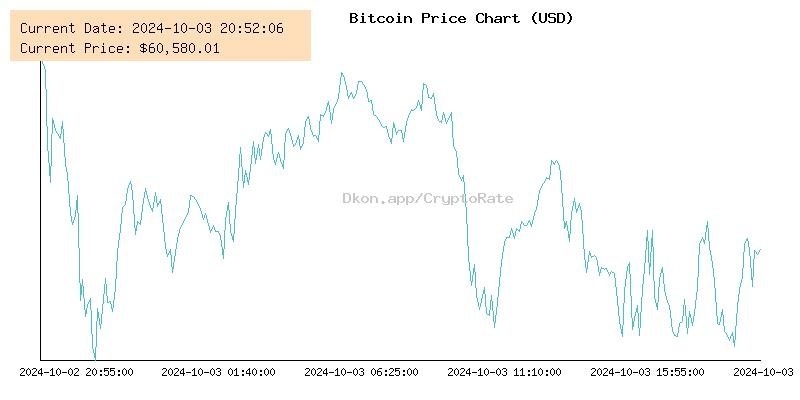 Bitcoin Price Chart (USD)
Current Date: 2024-10-03 20:52:06
Current Price: $60,580.01
Dkon.app/CryptoRate
2024-10-02 20:55:00 2024-10-03 01:40:00 2024-10-03 06:25:00 2024-10-03 11:10:00 2024-10-03 15:55:00 2024-10-03